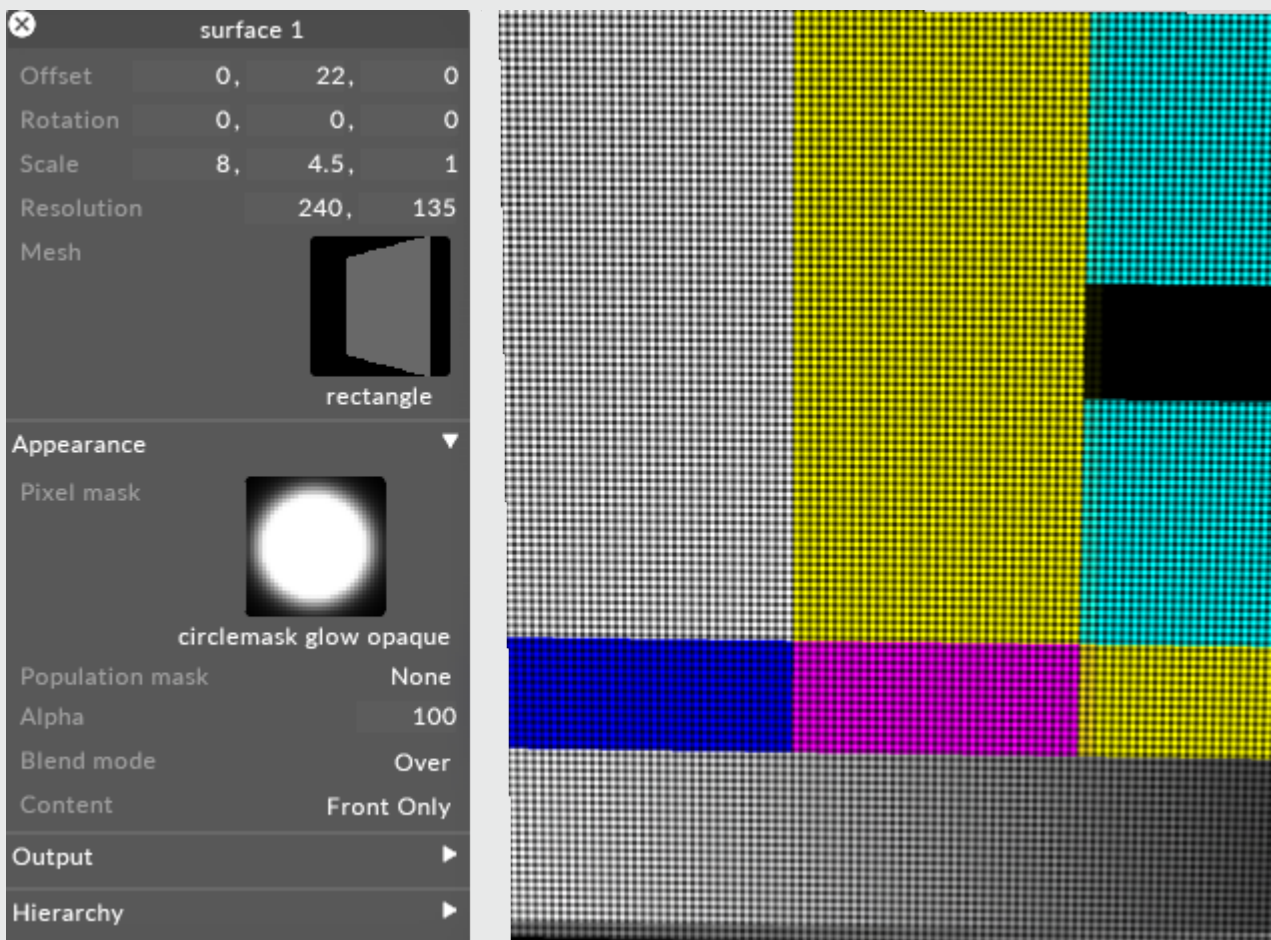 surface 1
Offset 0, 22, 0
Rotation 0, 0, 0
Scale 8, 4.5, 1
Resolution 240, 135
Mesh
rectangle
Appearance
Pixel mask
circlemask glow opaque
Population mask None
Alpha 100
Blend mode Over
Content Front Only
Output
Hierarchy